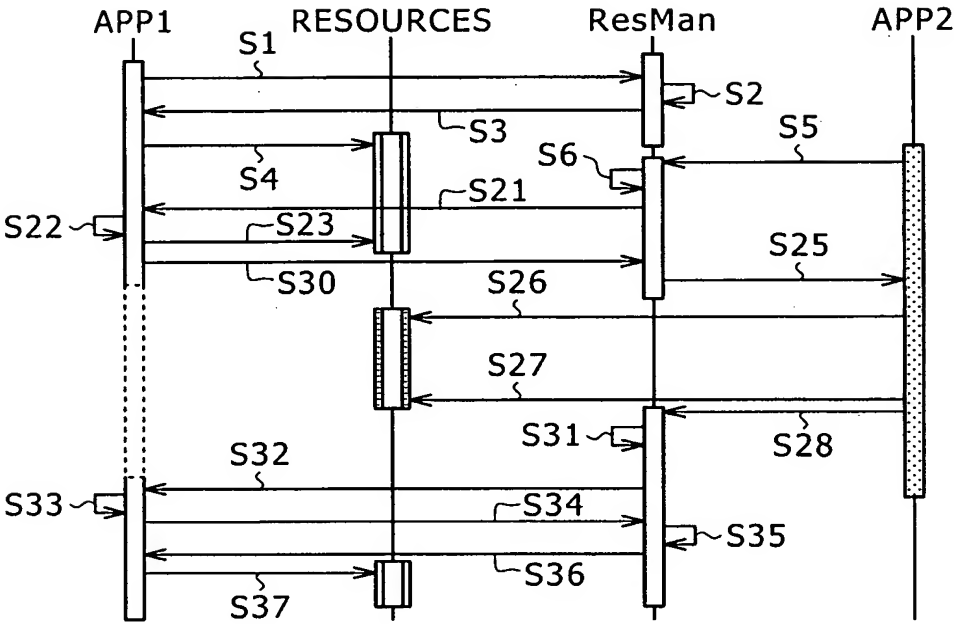 APP1 RESOURCES ResMan APP2
S1
S2
S3
S5
S4
S6
S21
S22
S23
S30
S25
S26
S27
S31
S28
S32
S33
S34
S35
S36
S37